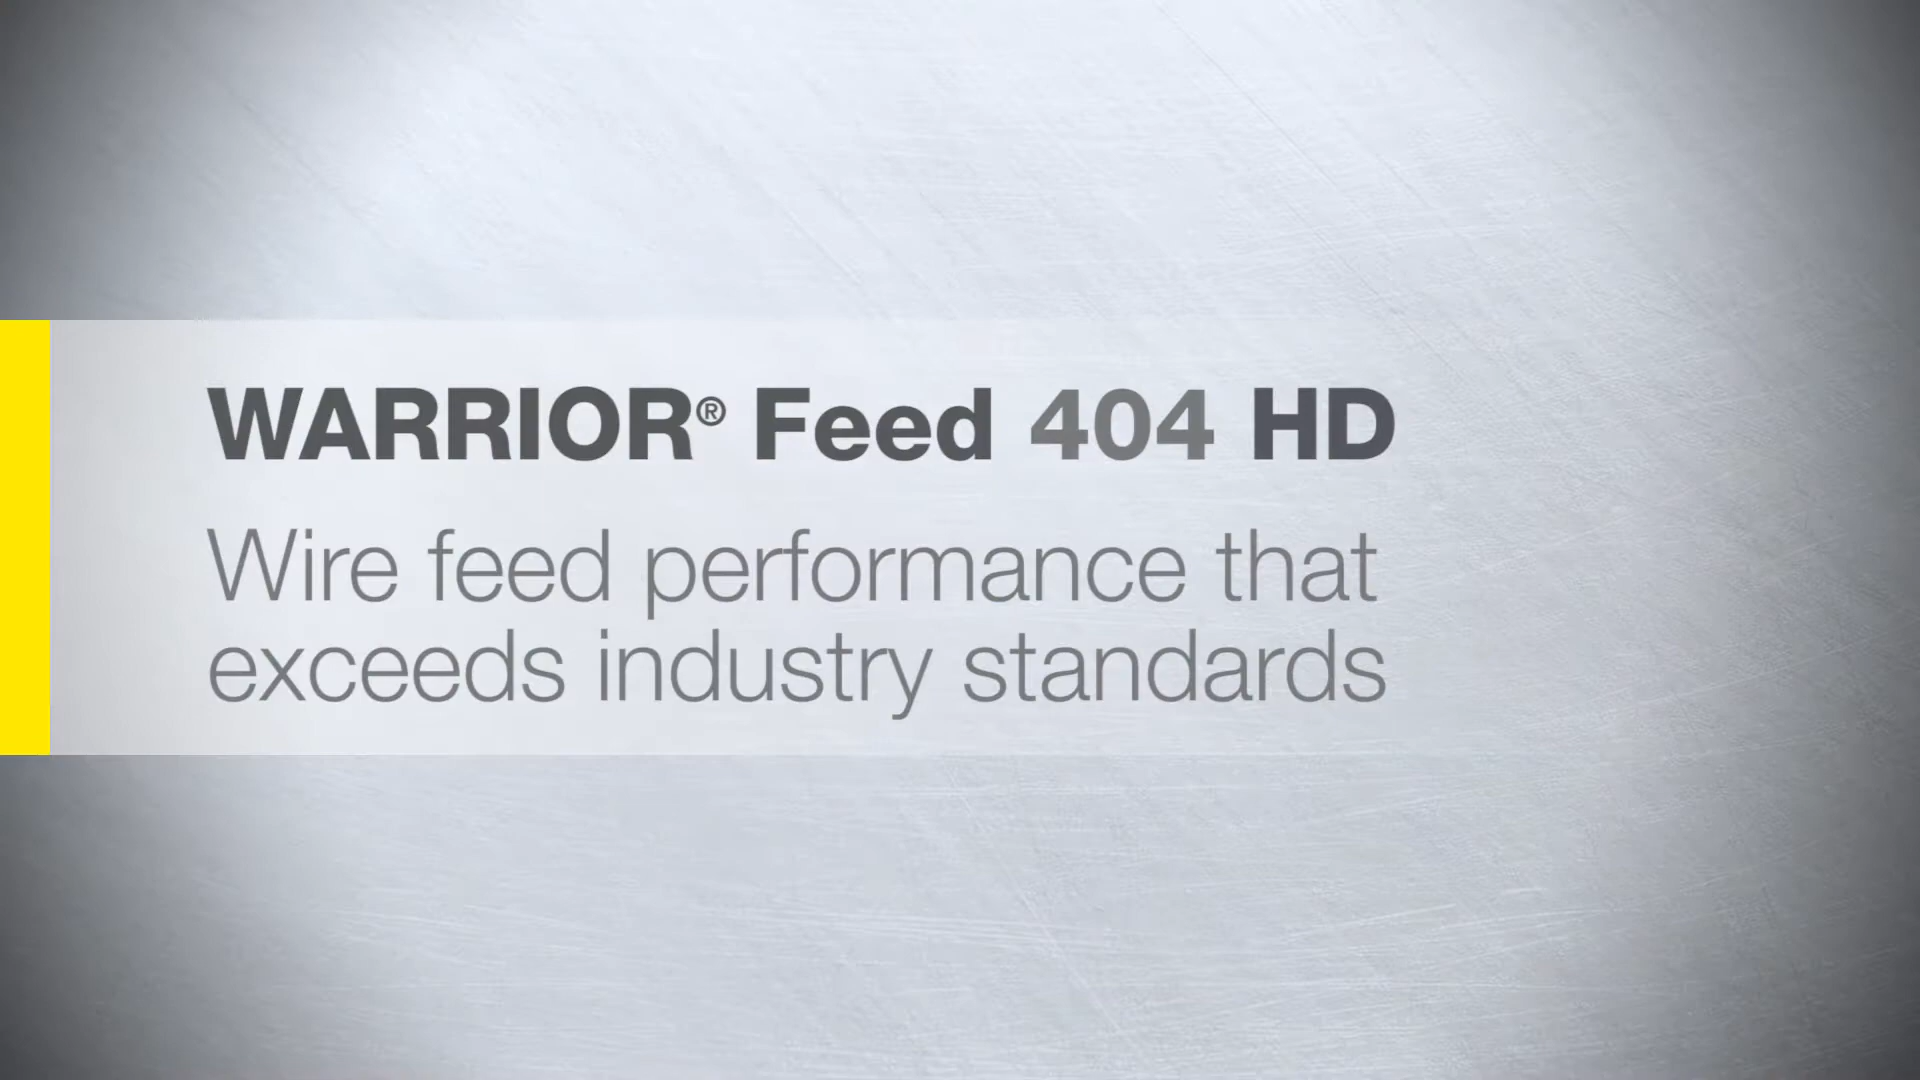 WARRIOR® Feed 404 HD
Wire feed performance that
exceeds industry standards